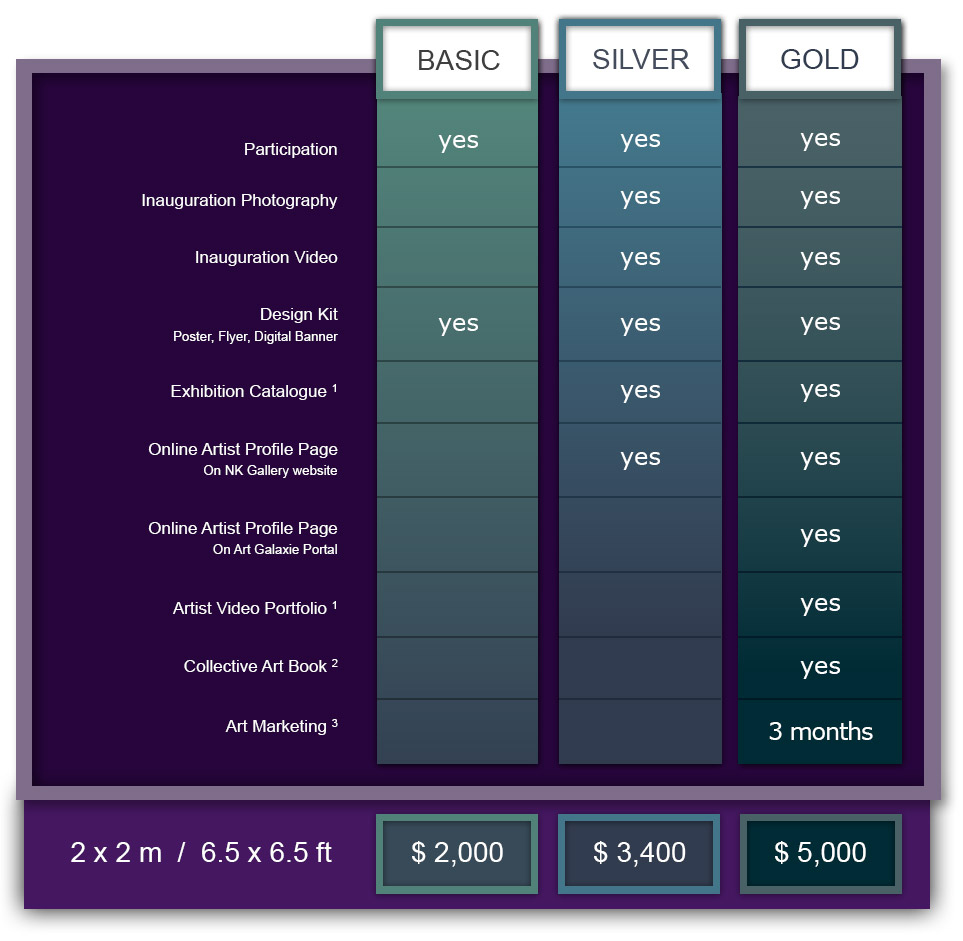 BASIC SILVER GOLD
Participation yes yes yes
Inauguration Photography yes yes
Inauguration Video yes yes
Design Kit yes yes yes
Poster, Flyer, Digital Banner
Exhibition Catalogue ¹ yes yes
Online Artist Profile Page yes yes
On NK Gallery website
Online Artist Profile Page yes
On Art Galaxie Portal
Artist Video Portfolio ¹ yes
Collective Art Book ² yes
Art Marketing ³ 3 months
2 x 2 m / 6.5 x 6.5 ft $ 2,000 $ 3,400 $ 5,000